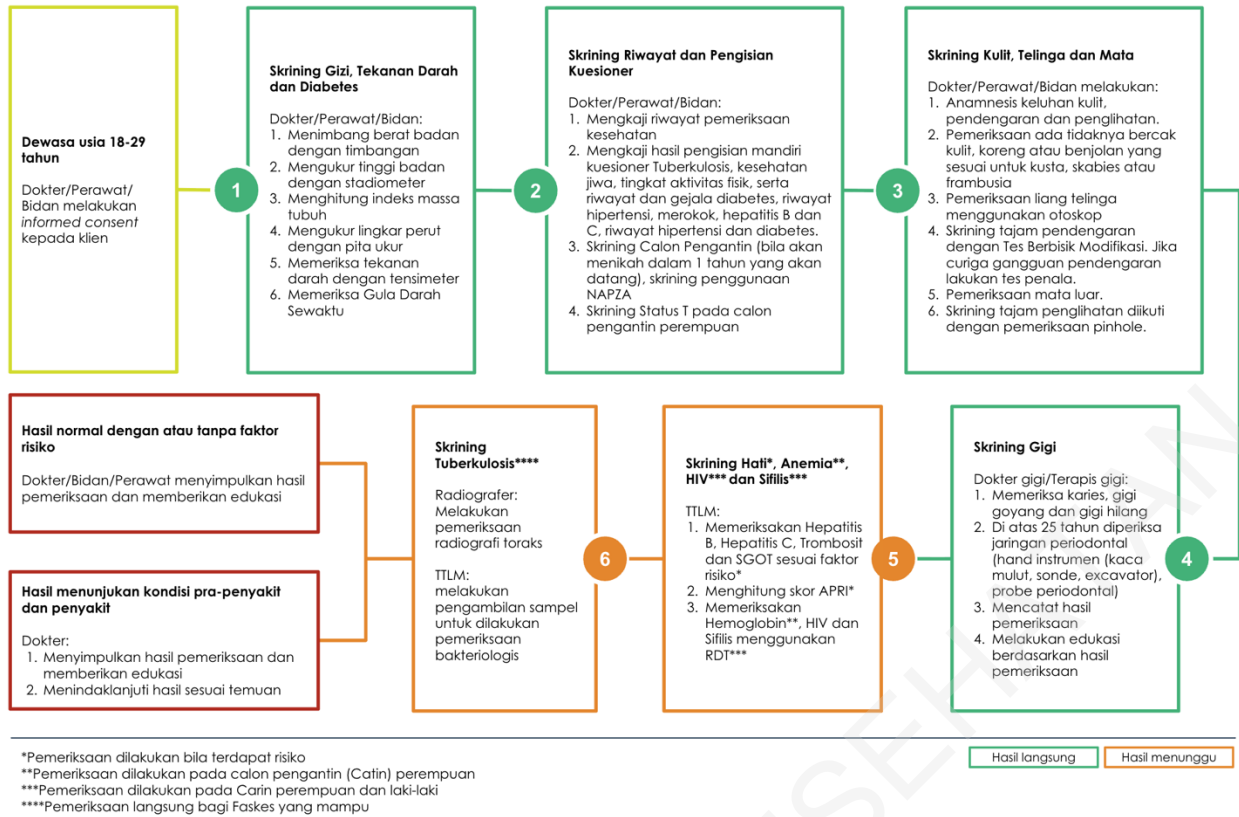 Dewasa usia 18-29
tahun
Dokter/Perawat/
Bidan melakukan
informed consent
kepada klien
1
Skrining Gizi, Tekanan Darah
dan Diabetes
Dokter/Perawat/Bidan:
1. Menimbang berat badan
dengan timbangan
2. Mengukur tinggi badan
dengan stadiometer
3. Menghitung indeks massa
tubuh
4. Mengukur lingkar perut
dengan pita ukur
5. Memeriksa tekanan
darah dengan tensimeter
6. Memeriksa Gula Darah
Sewaktu
2
Skrining Riwayat dan Pengisian
Kuesioner
Dokter/Perawat/Bidan:
1. Mengkaji riwayat pemeriksaan
kesehatan
2. Mengkaji hasil pengisian mandiri
kuesioner Tuberkulosis, kesehatan
jiwa, tingkat aktivitas fisik, serta
riwayat dan gejala diabetes, riwayat
hipertensi, merokok, hepatitis B dan
C, riwayat hipertensi dan diabetes.
3. Skrining Calon Pengantin (bila akan
menikah dalam 1 tahun yang akan
datang), skrining penggunaan
NAPZA
4. Skrining Status T pada calon
pengantin perempuan
3
Skrining Kulit, Telinga dan Mata
Dokter/Perawat/Bidan melakukan:
1. Anamnesis keluhan kulit,
pendengaran dan penglihatan.
2. Pemeriksaan ada tidaknya bercak
kulit, koreng atau benjolan yang
sesuai untuk kusta, skabies atau
frambusia
3. Pemeriksaan liang telinga
menggunakan otoskop
4. Skrining tajam pendengaran
dengan Tes Berbisik Modifikasi. Jika
curiga gangguan pendengaran
lakukan tes penala.
5. Pemeriksaan mata luar.
6. Skrining tajam penglihatan diikuti
dengan pemeriksaan pinhole.
4
Skrining Gigi
Dokter gigi/Terapis gigi:
1. Memeriksa karies, gigi
goyang dan gigi hilang
2. Di atas 25 tahun diperiksa
jaringan periodontal
(hand instrumen (kaca
mulut, sonde, excavator),
probe periodontal)
3. Mencatat hasil
pemeriksaan
4. Melakukan edukasi
berdasarkan hasil
pemeriksaan
5
Skrining Hati*, Anemia**,
HIV*** dan Sifilis***
TTLM:
1. Memeriksakan Hepatitis
B, Hepatitis C, Trombosit
dan SGOT sesuai faktor
risiko*
2. Menghitung skor APRI*
3. Memeriksakan
Hemoglobin**, HIV dan
Sifilis menggunakan
RDT***
6
Skrining
Tuberkulosis****
Radiografer:
Melakukan
pemeriksaan
radiografi toraks
TTLM:
melakukan
pengambilan sampel
untuk dilakukan
pemeriksaan
bakteriologis
Hasil normal dengan atau tanpa faktor
risiko
Dokter/Bidan/Perawat menyimpulkan hasil
pemeriksaan dan memberikan edukasi
Hasil menunjukan kondisi pra-penyakit
dan penyakit
Dokter:
1. Menyimpulkan hasil pemeriksaan dan
memberikan edukasi
2. Menindaklanjuti hasil sesuai temuan
*Pemeriksaan dilakukan bila terdapat risiko
**Pemeriksaan dilakukan pada calon pengantin (Catin) perempuan
***Pemeriksaan dilakukan pada Carin perempuan dan laki-laki
****Pemeriksaan langsung bagi Faskes yang mampu
Hasil langsung
Hasil menunggu